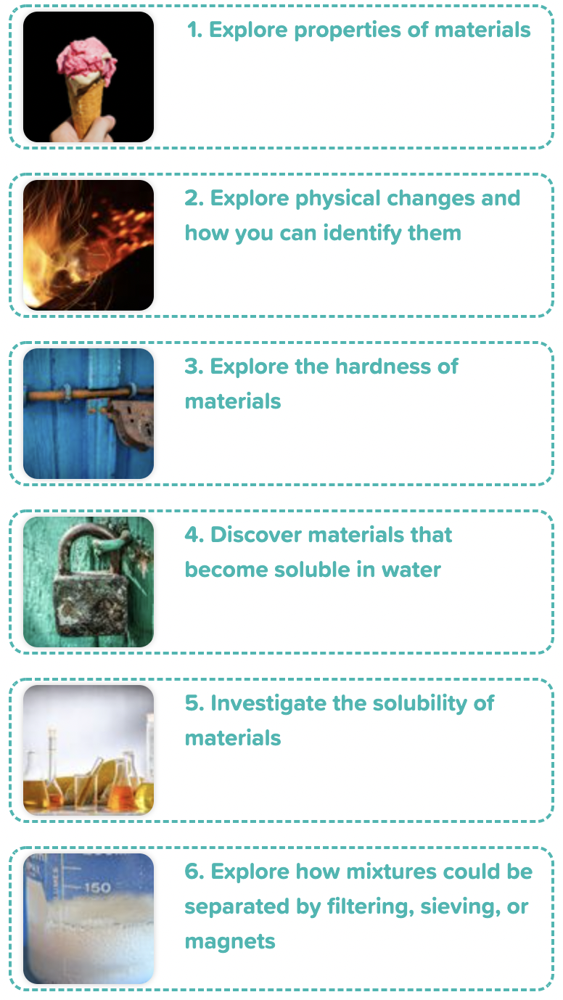 1. Explore properties of materials
2. Explore physical changes and
how you can identify them
3. Explore the hardness of
materials
4. Discover materials that
become soluble in water
5. Investigate the solubility of
materials
6. Explore how mixtures could be
separated by filtering, sieving, or
magnets
150